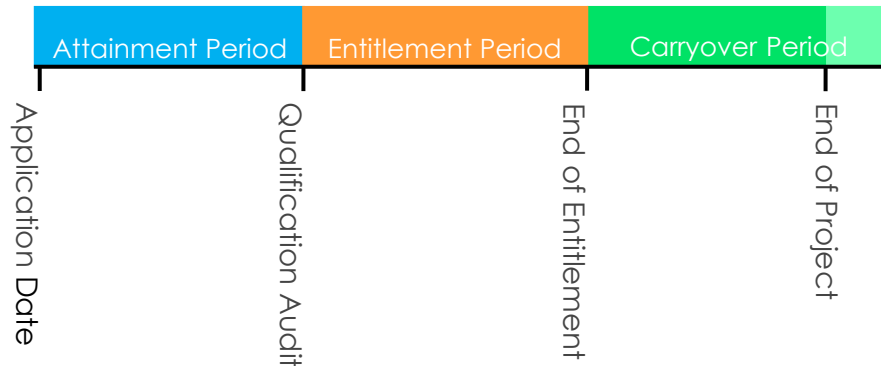 Attainment Period
Entitlement Period
Carryover Period
Application Date
Qualification Audit
End of Entitlement
End of Project